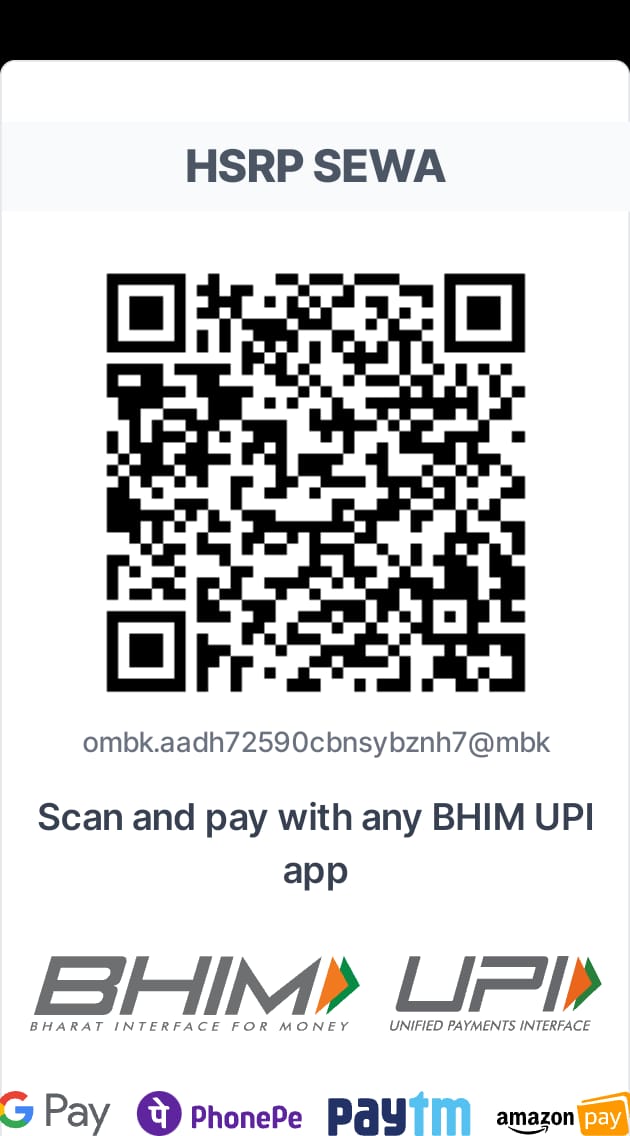 HSRP SEWA
ombk.aadh72590cbnsybznh7@mbk
Scan and pay with any BHIM UPI
app
BHIM UPI
BHARAT INTERFACE FOR MONEY UNIFIED PAYMENTS INTERFACE
G Pay पे PhonePe paytm amazon pay